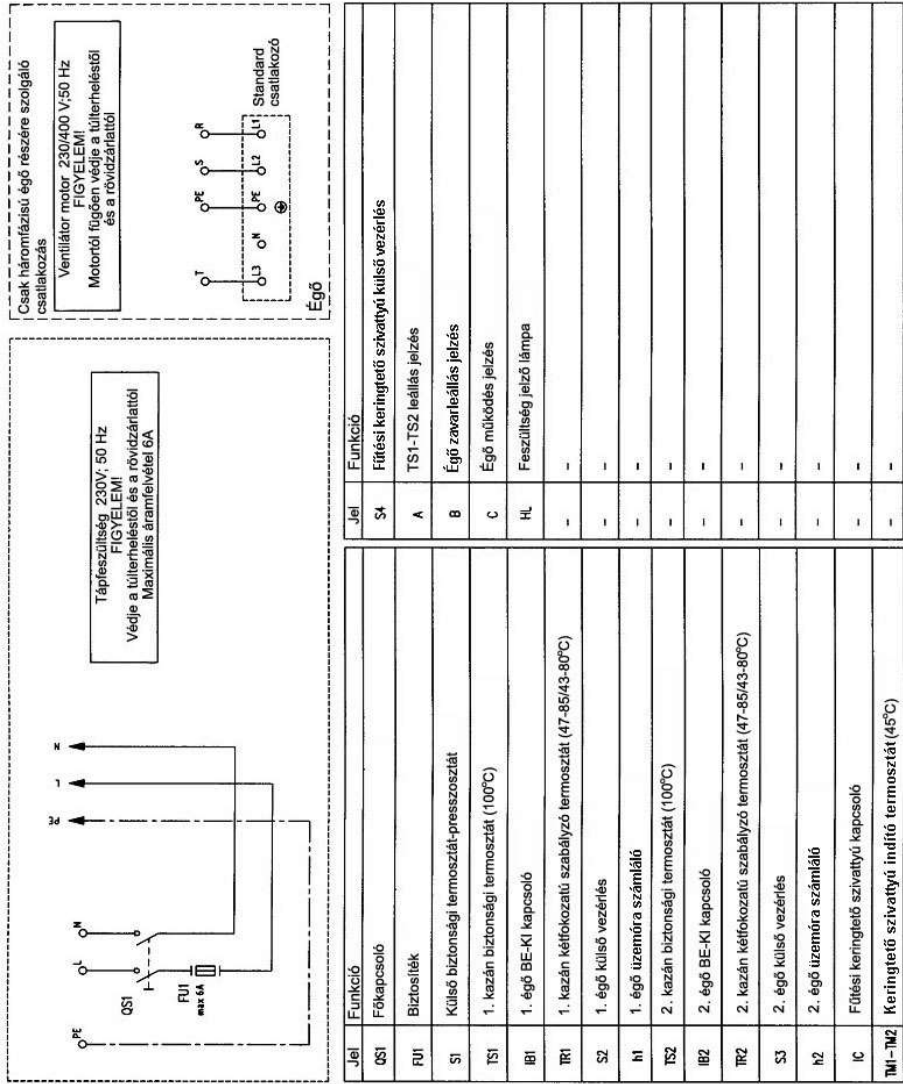 PE
L
N
QS1
FU1
max 6A
PE
L
N
Tápfeszültség 230V; 50 Hz
FIGYELEM!
Védje a túlterheléstől és a rövidzárlattól
Maximális áramfelvétel 6A
Csak háromfázisú égő részére szolgáló
csatlakozás
Ventilátor motor 230/400 V;50 Hz
FIGYELEM!
Motortól fügően védje a túlterheléstől
és a rövidzárlattól
T PE S R
L3 N PE L2 L1
Standard
csatlakozó
Égő
Jel Funkció
QS1 Főkapcsoló
FU1 Biztosíték
S1 Külső biztonsági termosztát-presszosztát
TS1 1. kazán biztonsági termosztát (100°C)
IB1 1. égő BE-KI kapcsoló
TR1 1. kazán kétfokozatú szabályzó termosztát (47-85/43-80°C)
S2 1. égő külső vezérlés
h1 1. égő üzemóra számláló
TS2 2. kazán biztonsági termosztát (100°C)
IB2 2. égő BE-KI kapcsoló
TR2 2. kazán kétfokozatú szabályzó termosztát (47-85/43-80°C)
S3 2. égő külső vezérlés
h2 2. égő üzemóra számláló
IC Fűtési keringtető szivattyú kapcsoló
TM1-TM2 Keringtető szivattyú indító termosztát (45°C)
Jel Funkció
S4 Fűtési keringtető szivattyú külső vezérlés
A TS1-TS2 leállás jelzés
B Égő zavarleállás jelzés
C Égő működés jelzés
HL Feszültség jelző lámpa
- -
- -
- -
- -
- -
- -
- -
- -
- -
- -